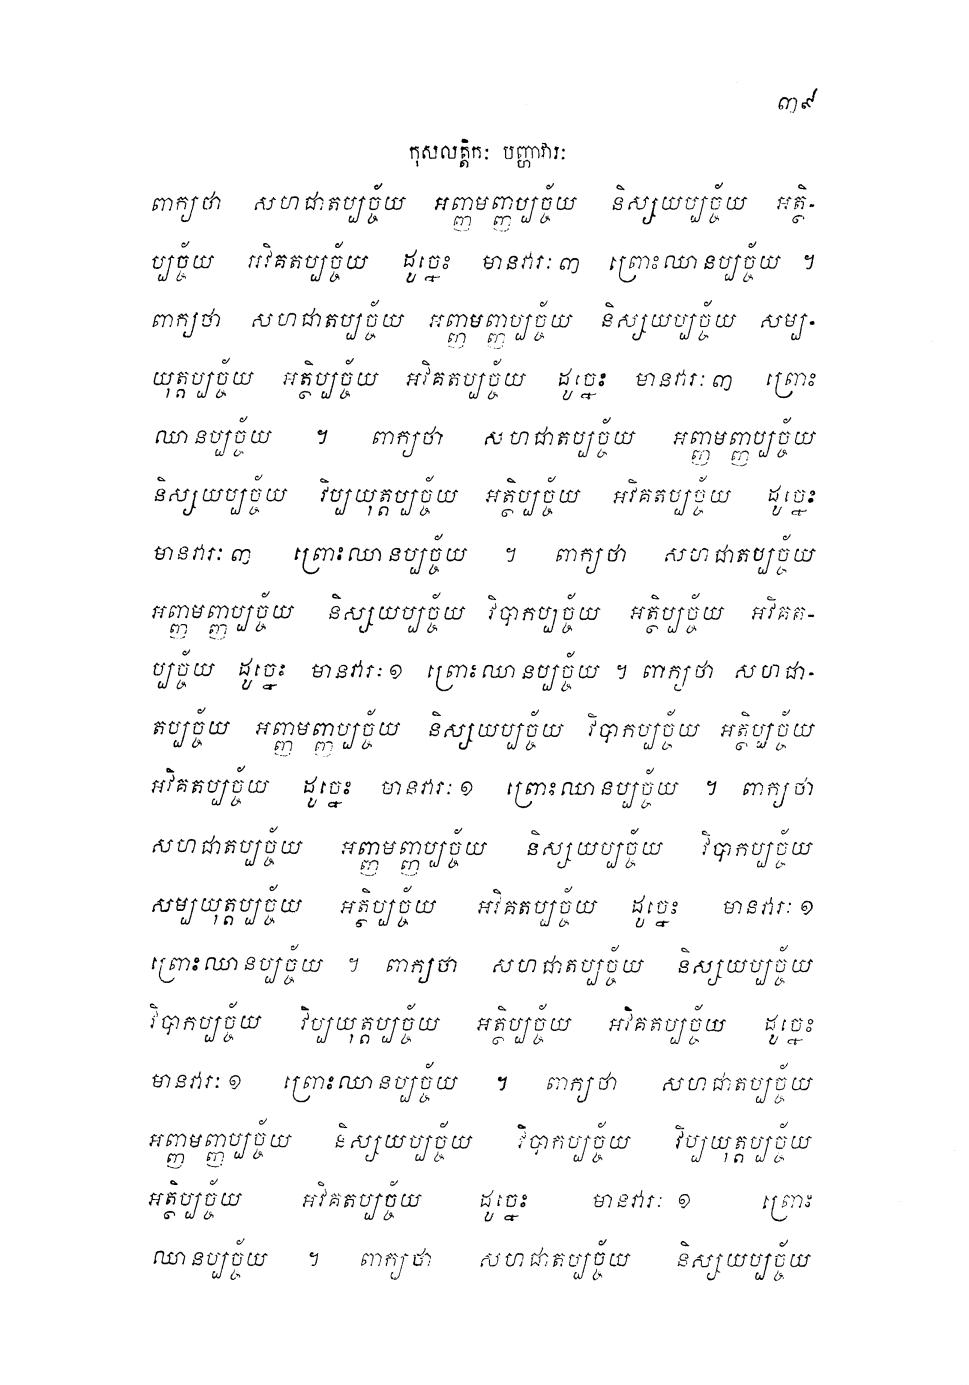 ៣៩
កុសលត្តិកៈ បញ្ហាវារៈ
ពាក្យថា សហជាតប្បច្ច័យ អញ្ញមញ្ញប្បច្ច័យ និស្សយប្បច្ច័យ អត្ថិ-
ប្បច្ច័យ អវិគតប្បច្ច័យ ដូច្នេះ មានវារៈ ៣ ព្រោះឈានប្បច្ច័យ ។
ពាក្យថា សហជាតប្បច្ច័យ អញ្ញមញ្ញប្បច្ច័យ និស្សយប្បច្ច័យ សម្ប-
យុត្តប្បច្ច័យ អត្ថិប្បច្ច័យ អវិគតប្បច្ច័យ ដូច្នេះ មានវារៈ ៣ ព្រោះ
ឈានប្បច្ច័យ ។ ពាក្យថា សហជាតប្បច្ច័យ អញ្ញមញ្ញប្បច្ច័យ
និស្សយប្បច្ច័យ វិប្បយុត្តប្បច្ច័យ អត្ថិប្បច្ច័យ អវិគតប្បច្ច័យ ដូច្នេះ
មានវារៈ ៣ ព្រោះឈានប្បច្ច័យ ។ ពាក្យថា សហជាតប្បច្ច័យ
អញ្ញមញ្ញប្បច្ច័យ និស្សយប្បច្ច័យ វិបាកប្បច្ច័យ អត្ថិប្បច្ច័យ អវិគត-
ប្បច្ច័យ ដូច្នេះ មានវារៈ ១ ព្រោះឈានប្បច្ច័យ ។ ពាក្យថា សហជា-
តប្បច្ច័យ អញ្ញមញ្ញប្បច្ច័យ និស្សយប្បច្ច័យ វិបាកប្បច្ច័យ អត្ថិប្បច្ច័យ
អវិគតប្បច្ច័យ ដូច្នេះ មានវារៈ ១ ព្រោះឈានប្បច្ច័យ ។ ពាក្យថា
សហជាតប្បច្ច័យ អញ្ញមញ្ញប្បច្ច័យ និស្សយប្បច្ច័យ វិបាកប្បច្ច័យ
សម្បយុត្តប្បច្ច័យ អត្ថិប្បច្ច័យ អវិគតប្បច្ច័យ ដូច្នេះ មានវារៈ ១
ព្រោះឈានប្បច្ច័យ ។ ពាក្យថា សហជាតប្បច្ច័យ និស្សយប្បច្ច័យ
វិបាកប្បច្ច័យ វិប្បយុត្តប្បច្ច័យ អត្ថិប្បច្ច័យ អវិគតប្បច្ច័យ ដូច្នេះ
មានវារៈ ១ ព្រោះឈានប្បច្ច័យ ។ ពាក្យថា សហជាតប្បច្ច័យ
អញ្ញមញ្ញប្បច្ច័យ និស្សយប្បច្ច័យ វិបាកប្បច្ច័យ វិប្បយុត្តប្បច្ច័យ
អត្ថិប្បច្ច័យ អវិគតប្បច្ច័យ ដូច្នេះ មានវារៈ ១ ព្រោះ
ឈានប្បច្ច័យ ។ ពាក្យថា សហជាតប្បច្ច័យ និស្សយប្បច្ច័យ